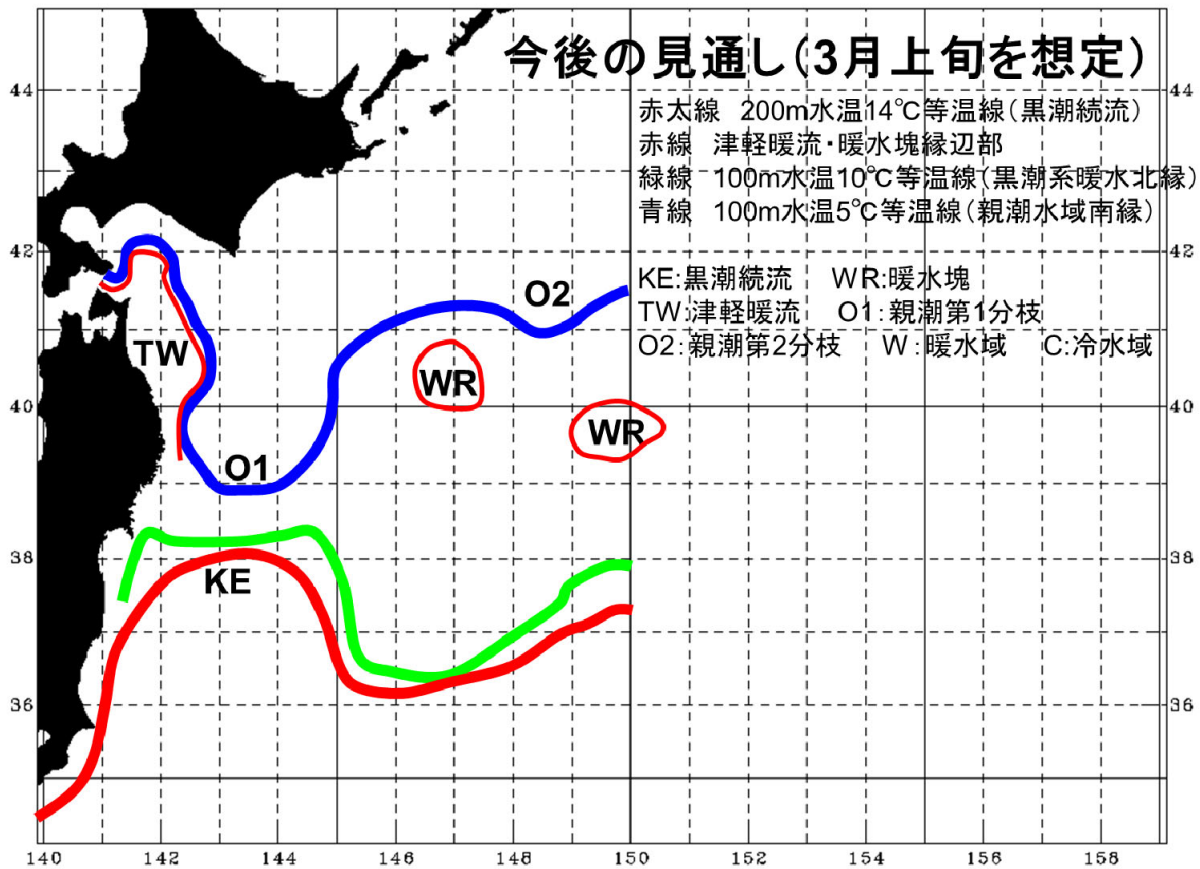 今後の見通し(3月上旬を想定)
赤太線 200m水温14℃等温線(黒潮続流)
赤線 津軽暖流・暖水塊縁辺部
緑線 100m水温10℃等温線(黒潮系暖水北縁)
青線 100m水温5℃等温線(親潮水域南縁)
KE:黒潮続流 WR:暖水塊
TW:津軽暖流 O1:親潮第1分枝
O2:親潮第2分枝 W:暖水域 C:冷水域
44 44
42 42
O2
TW
WR
40 40
WR
O1
38 38
KE
36 36
140 142 144 146 148 150 152 154 156 158